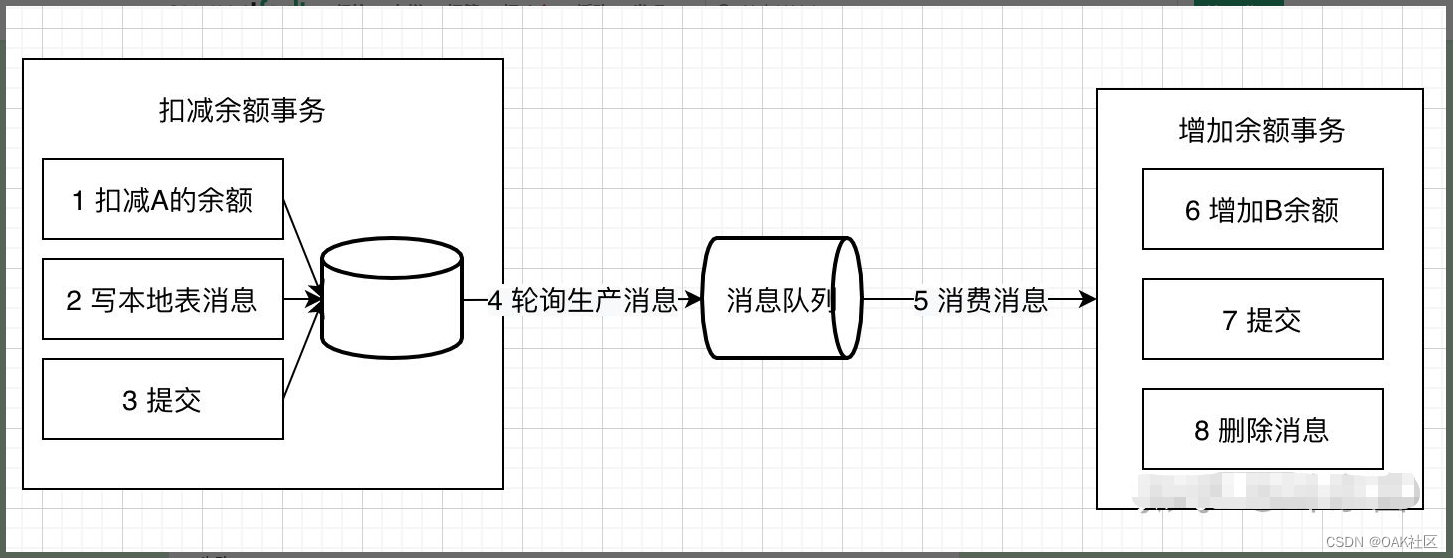 扣减余额事务
1 扣减A的余额
2 写本地表消息
3 提交
4 轮询生产消息
消息队列
5 消费消息
增加余额事务
6 增加B余额
7 提交
8 删除消息
CSDN @OAK社区